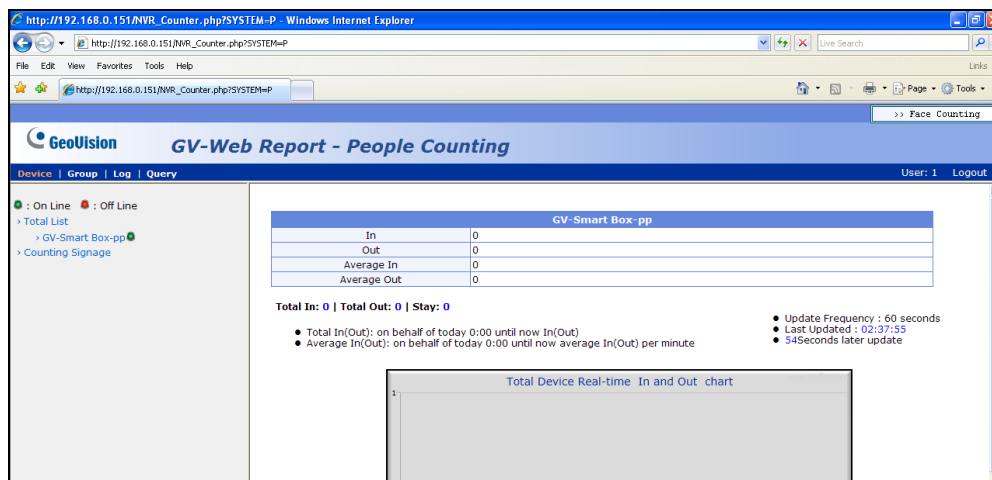 http://192.168.0.151/NVR_Counter.php?SYSTEM=P - Windows Internet Explorer
http://192.168.0.151/NVR_Counter.php?SYSTEM=P
Live Search
File Edit View Favorites Tools Help
Links
http://192.168.0.151/NVR_Counter.php?SYSTEM=P
Page Tools
>> Face Counting
GeoVision
GV-Web Report - People Counting
Device | Group | Log | Query
User: 1 Logout
: On Line : Off Line
› Total List
› GV-Smart Box-pp
› Counting Signage
GV-Smart Box-pp
In 0
Out 0
Average In 0
Average Out 0
Total In: 0 | Total Out: 0 | Stay: 0
● Total In(Out): on behalf of today 0:00 until now In(Out)
● Average In(Out): on behalf of today 0:00 until now average In(Out) per minute
● Update Frequency : 60 seconds
● Last Updated : 02:37:55
● 54Seconds later update
Total Device Real-time In and Out chart
1